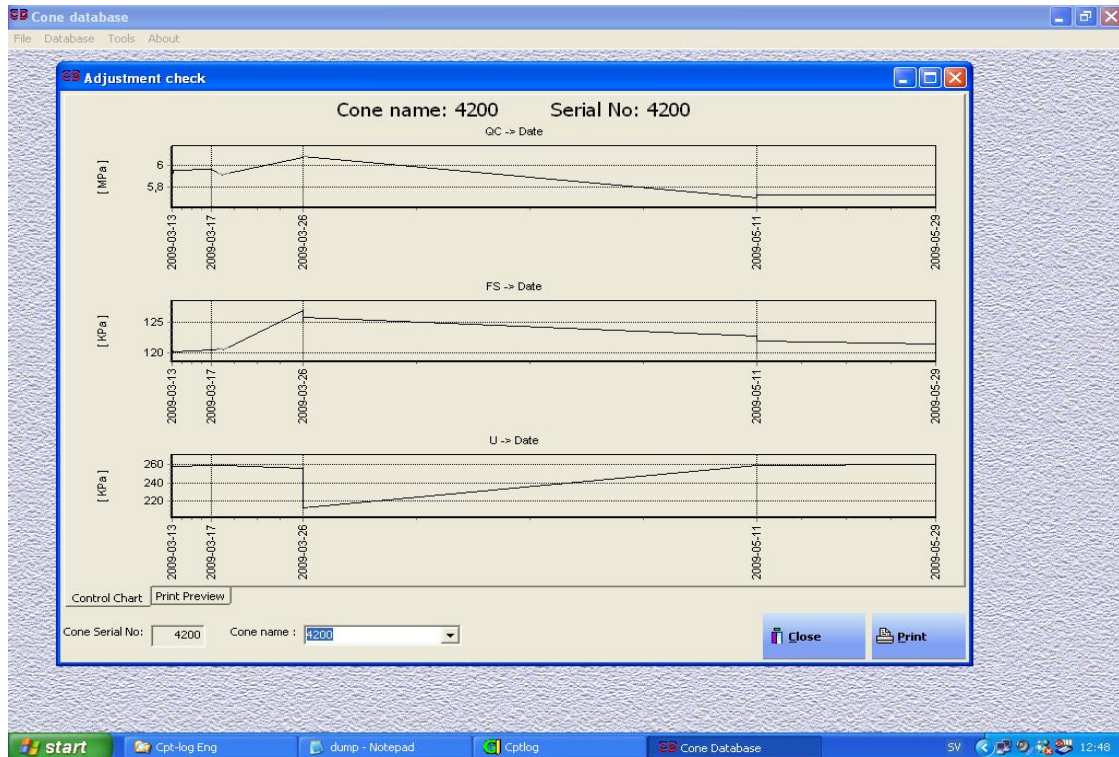 CD Cone database
File Database Tools About
CD Adjustment check
Cone name: 4200 Serial No: 4200
QC -> Date
[MPa]
6
5,8
2009-03-13
2009-03-17
2009-03-26
2009-05-11
2009-05-29
FS -> Date
[KPa]
125
120
2009-03-13
2009-03-17
2009-03-26
2009-05-11
2009-05-29
U -> Date
[KPa]
260
240
220
2009-03-13
2009-03-17
2009-03-26
2009-05-11
2009-05-29
Control Chart Print Preview
Cone Serial No: 4200 Cone name : 4200 Close Print
start Cpt-log Eng dump - Notepad Cptlog Cone Database SV 12:48